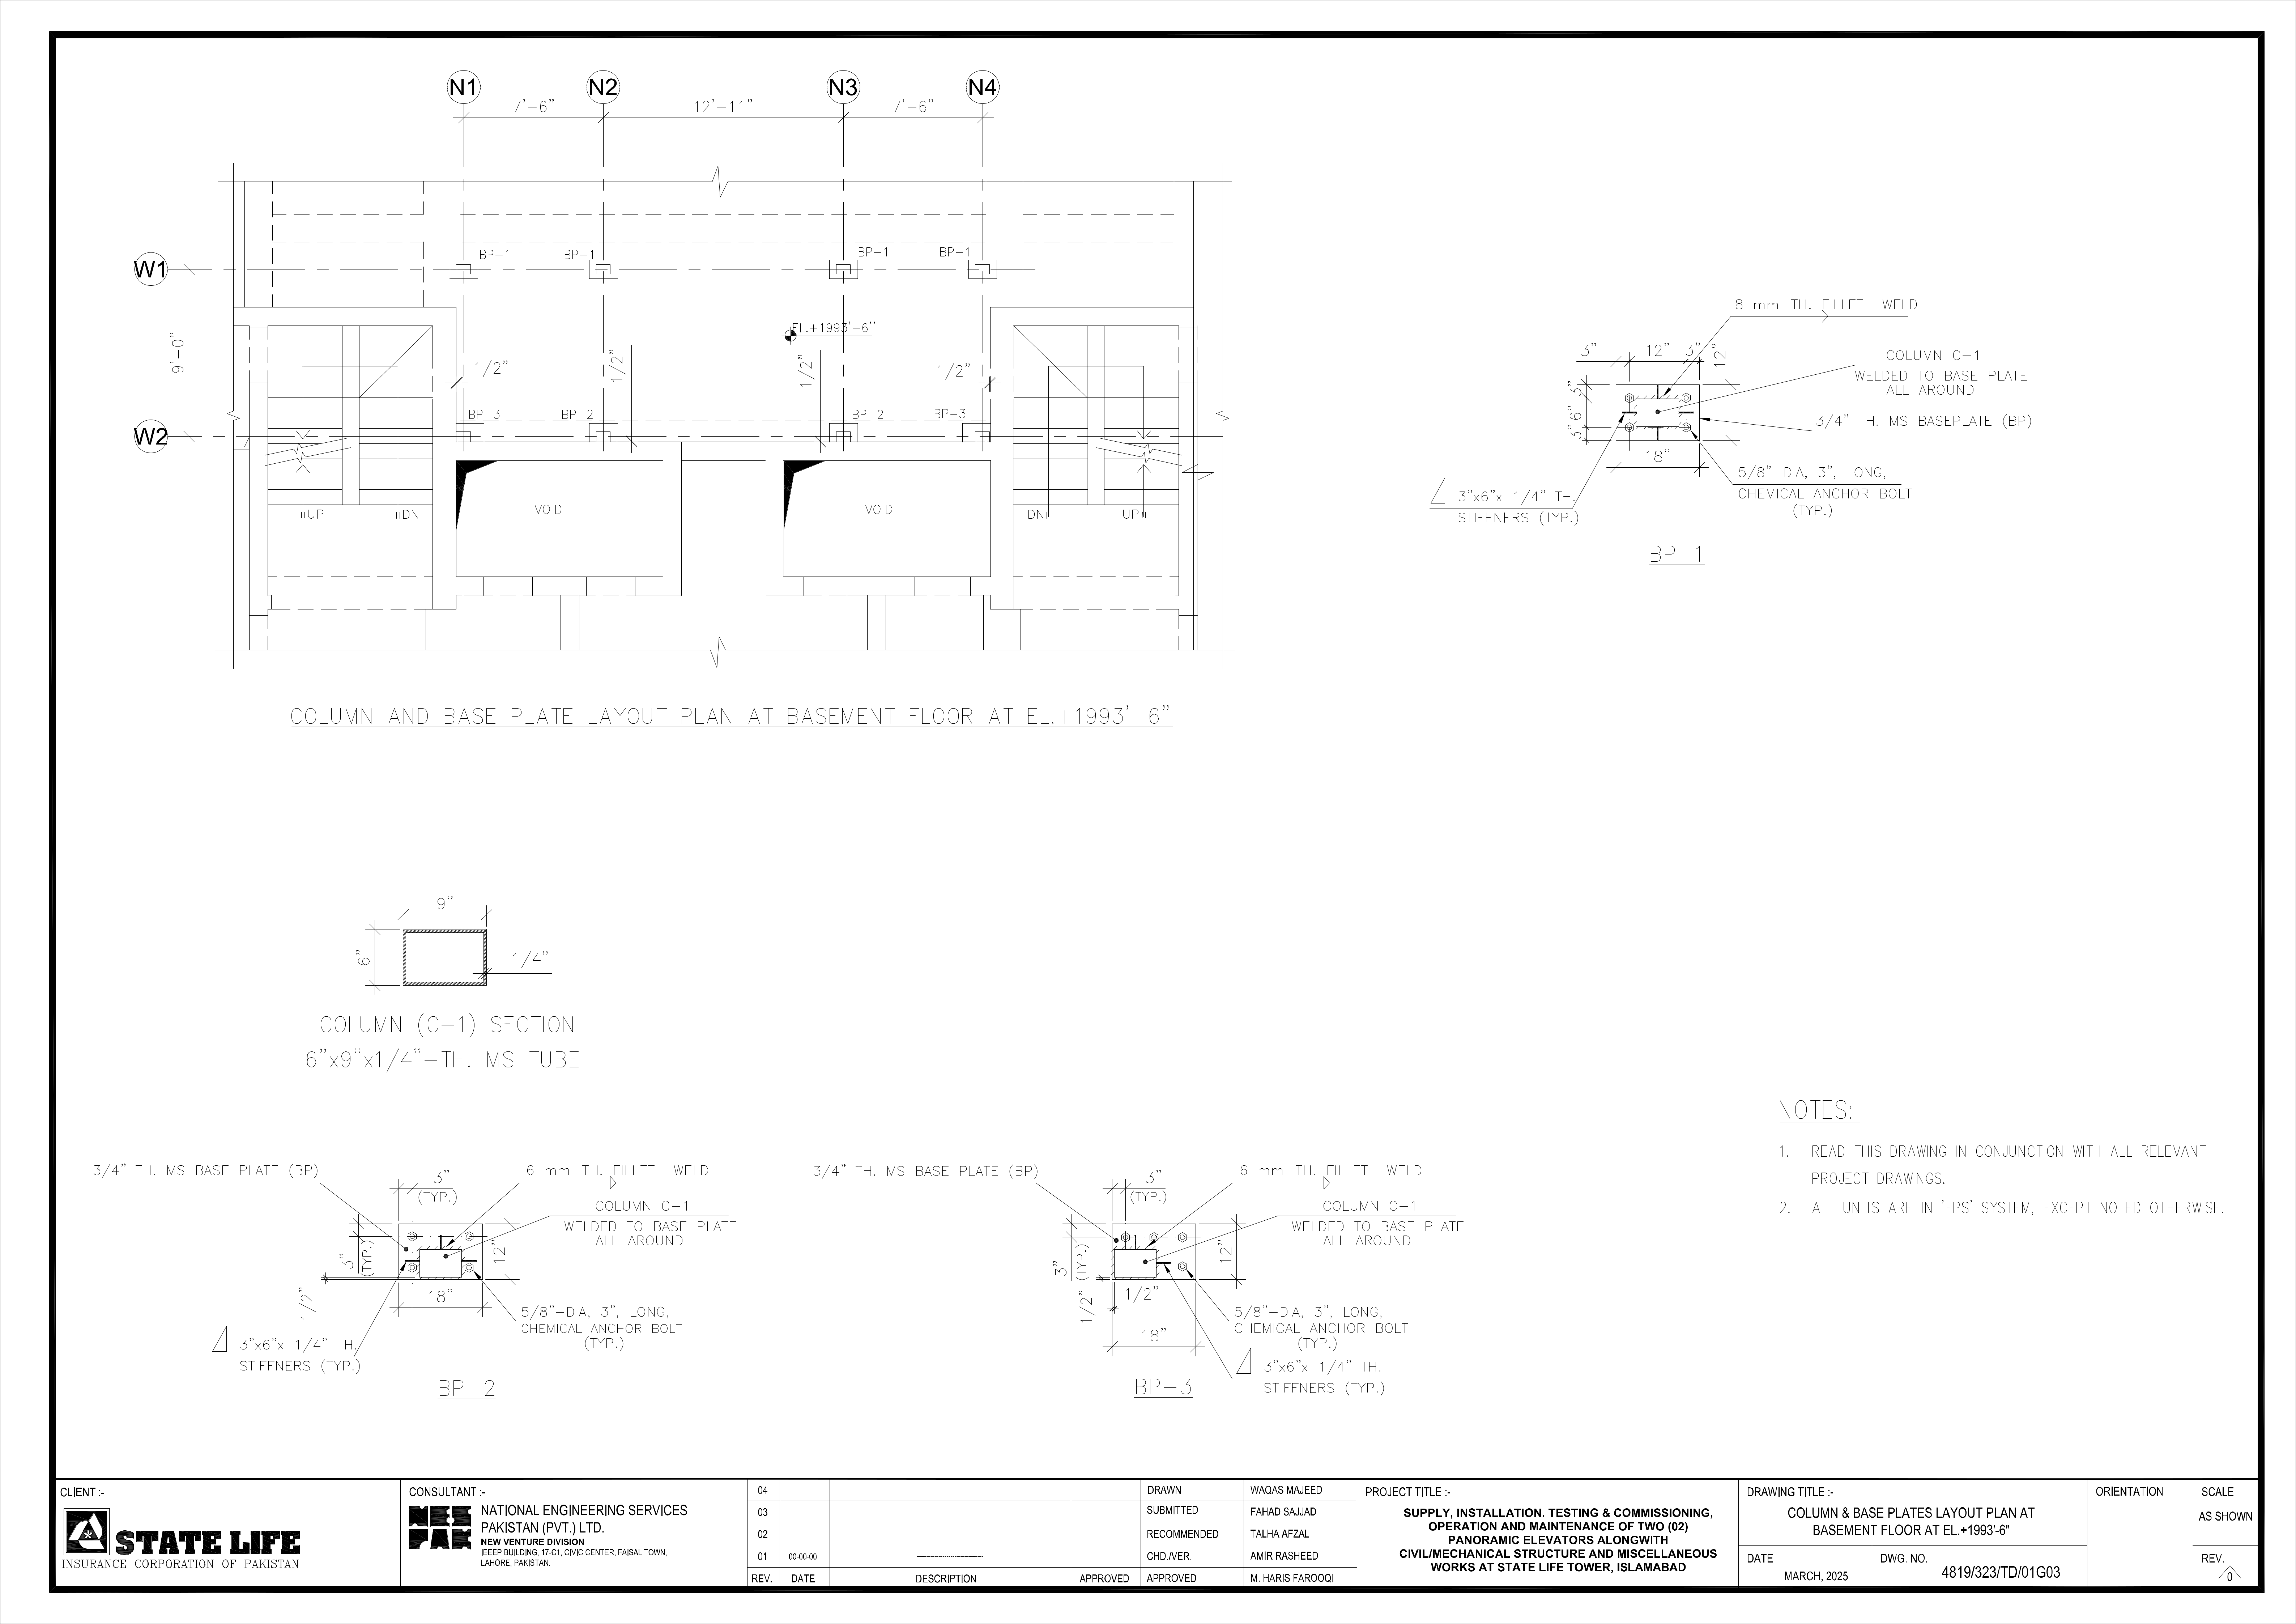 N1 N2 N3 N4
7'-6" 12'-11" 7'-6"
W1
BP-1 BP-1 BP-1 BP-1
9'-0"
EL.+1993'-6''
1/2" 1/2" 1/2" 1/2"
W2
BP-3 BP-2 BP-2 BP-3
UP DN VOID VOID DN UP
COLUMN AND BASE PLATE LAYOUT PLAN AT BASEMENT FLOOR AT EL.+1993'-6"
8 mm-TH. FILLET WELD
3" 12" 3" 12"
COLUMN C-1
WELDED TO BASE PLATE
ALL AROUND
3" 6" 3"
3/4" TH. MS BASEPLATE (BP)
18"
5/8"-DIA, 3", LONG,
CHEMICAL ANCHOR BOLT
(TYP.)
3"x6"x 1/4" TH.
STIFFNERS (TYP.)
BP-1
9"
6"
1/4"
COLUMN (C-1) SECTION
6"x9"x1/4"-TH. MS TUBE
3/4" TH. MS BASE PLATE (BP)
3"
(TYP.)
6 mm-TH. FILLET WELD
COLUMN C-1
WELDED TO BASE PLATE
ALL AROUND
3"
(TYP.)
12"
1/2"
18"
5/8"-DIA, 3", LONG,
CHEMICAL ANCHOR BOLT
(TYP.)
3"x6"x 1/4" TH.
STIFFNERS (TYP.)
BP-2
3/4" TH. MS BASE PLATE (BP)
3"
(TYP.)
6 mm-TH. FILLET WELD
COLUMN C-1
WELDED TO BASE PLATE
ALL AROUND
3"
(TYP.)
12"
1/2"
1/2"
18"
5/8"-DIA, 3", LONG,
CHEMICAL ANCHOR BOLT
(TYP.)
3"x6"x 1/4" TH.
STIFFNERS (TYP.)
BP-3
NOTES:
1. READ THIS DRAWING IN CONJUNCTION WITH ALL RELEVANT
PROJECT DRAWINGS.
2. ALL UNITS ARE IN 'FPS' SYSTEM, EXCEPT NOTED OTHERWISE.
CLIENT :-
STATE LIFE
INSURANCE CORPORATION OF PAKISTAN
CONSULTANT :-
NES
PAK
NATIONAL ENGINEERING SERVICES
PAKISTAN (PVT.) LTD.
NEW VENTURE DIVISION
IEEEP BUILDING, 17-C1, CIVIC CENTER, FAISAL TOWN,
LAHORE, PAKISTAN.
04
03
02
01 00-00-00 ----------------------------
REV. DATE DESCRIPTION APPROVED
DRAWN WAQAS MAJEED
SUBMITTED FAHAD SAJJAD
RECOMMENDED TALHA AFZAL
CHD./VER. AMIR RASHEED
APPROVED M. HARIS FAROOQI
PROJECT TITLE :-
SUPPLY, INSTALLATION. TESTING & COMMISSIONING,
OPERATION AND MAINTENANCE OF TWO (02)
PANORAMIC ELEVATORS ALONGWITH
CIVIL/MECHANICAL STRUCTURE AND MISCELLANEOUS
WORKS AT STATE LIFE TOWER, ISLAMABAD
DRAWING TITLE :-
COLUMN & BASE PLATES LAYOUT PLAN AT
BASEMENT FLOOR AT EL.+1993'-6"
DATE
MARCH, 2025
DWG. NO.
4819/323/TD/01G03
ORIENTATION
SCALE
AS SHOWN
REV.
0